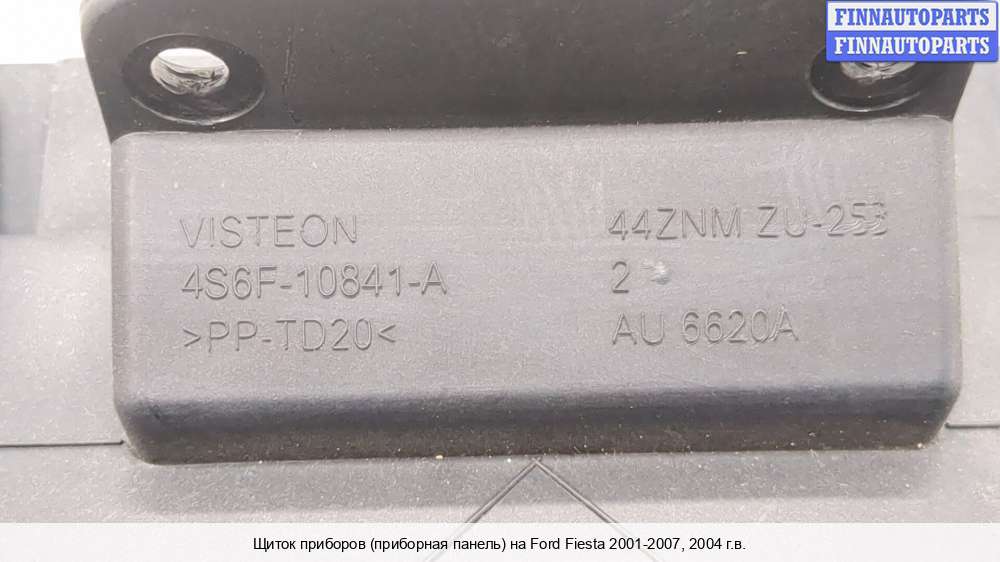 FINNAUTOPARTS
FINNAUTOPARTS
VISTEON
4S6F-10841-A
>PP-TD20<
44ZNM ZU-253
2
AU 6620A
Щиток приборов (приборная панель) на Ford Fiesta 2001-2007, 2004 г.в.